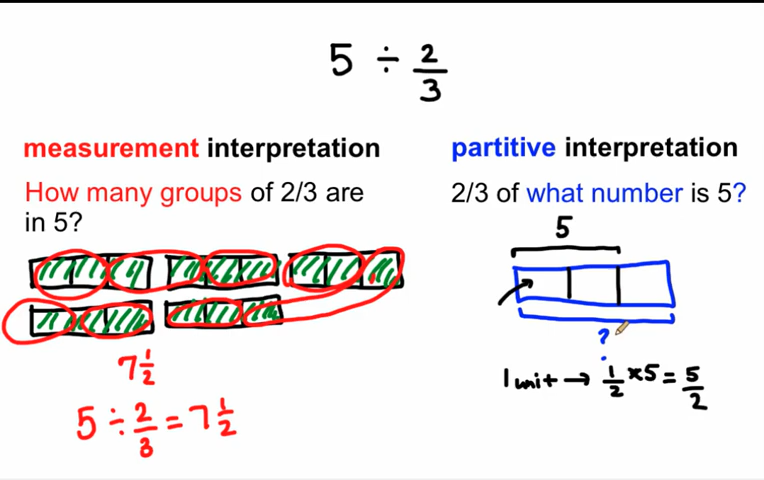 5 ÷ 2/3
measurement interpretation
How many groups of 2/3 are
in 5?
7 1/2
5 ÷ 2/3 = 7 1/2
partitive interpretation
2/3 of what number is 5?
5
?
1 unit → 1/2 × 5 = 5/2